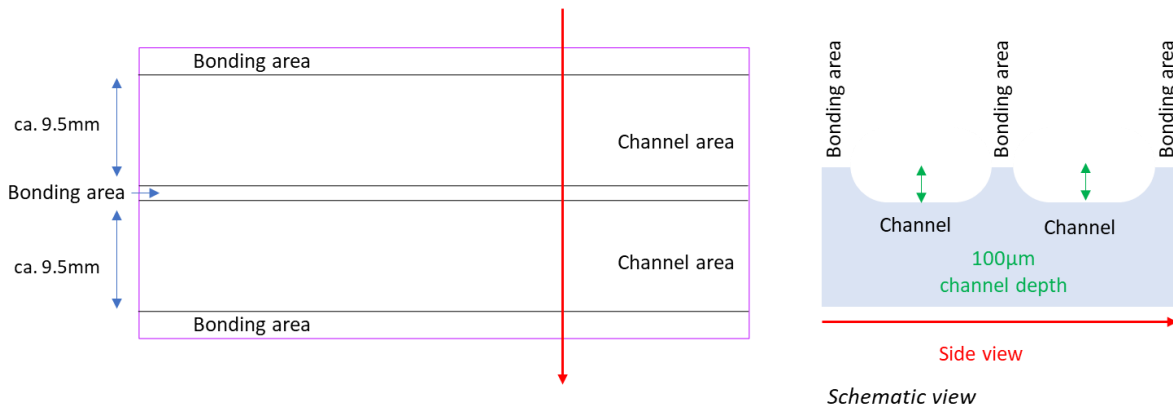 Bonding area
ca. 9.5mm
Channel area
Bonding area
ca. 9.5mm
Channel area
Bonding area
Bonding area
Bonding area
Bonding area
Channel
Channel
100µm
channel depth
Side view
Schematic view